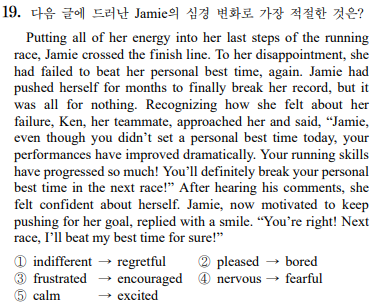 19. 다음 글에 드러난 Jamie의 심경 변화로 가장 적절한 것은?
Putting all of her energy into her last steps of the running
race, Jamie crossed the finish line. To her disappointment, she
had failed to beat her personal best time, again. Jamie had
pushed herself for months to finally break her record, but it
was all for nothing. Recognizing how she felt about her
failure, Ken, her teammate, approached her and said, “Jamie,
even though you didn’t set a personal best time today, your
performances have improved dramatically. Your running skills
have progressed so much! You’ll definitely break your personal
best time in the next race!” After hearing his comments, she
felt confident about herself. Jamie, now motivated to keep
pushing for her goal, replied with a smile. “You’re right! Next
race, I’ll beat my best time for sure!”
① indifferent → regretful ② pleased → bored
③ frustrated → encouraged ④ nervous → fearful
⑤ calm → excited